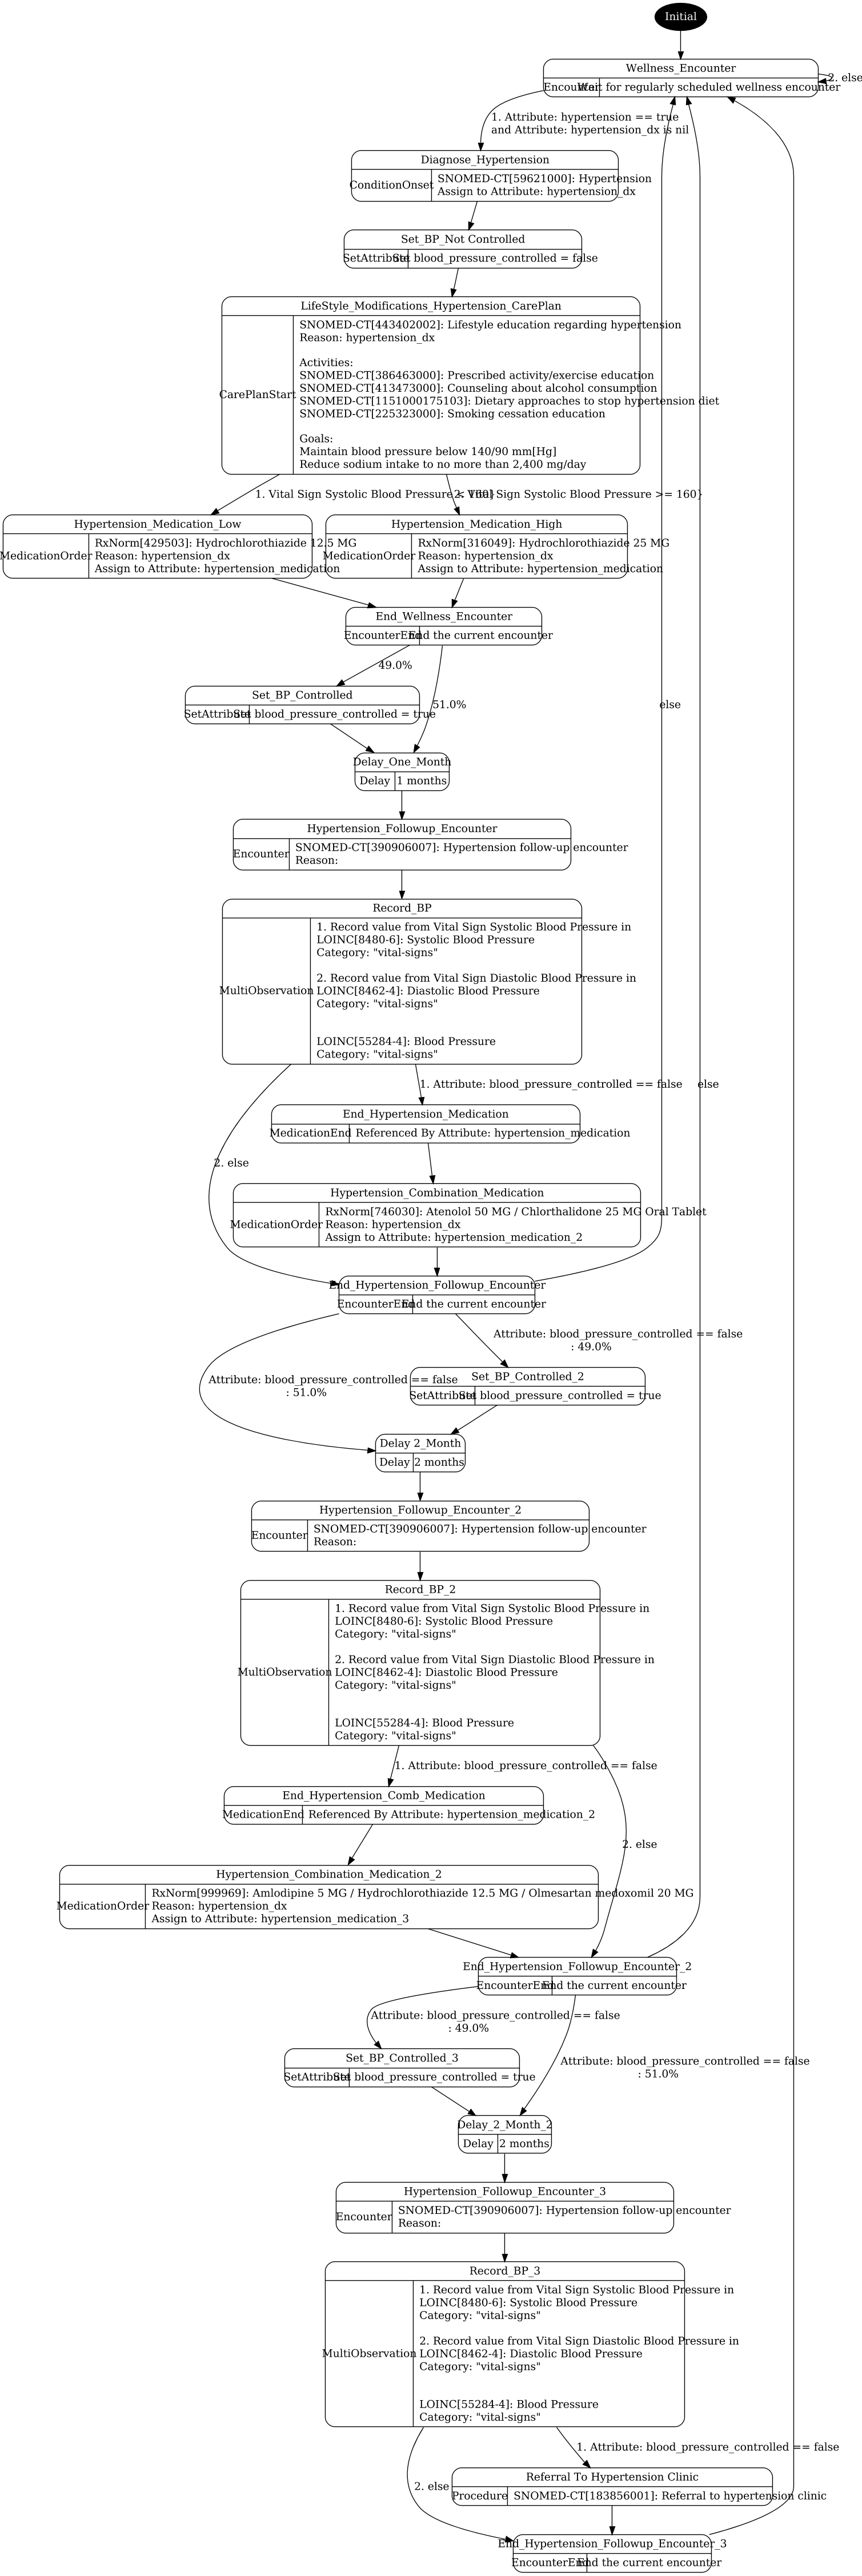 Initial
Wellness_Encounter
Encounter
Wait for regularly scheduled wellness encounter
2. else
1. Attribute: hypertension == true
and Attribute: hypertension_dx is nil
Diagnose_Hypertension
ConditionOnset
SNOMED-CT[59621000]: Hypertension
Assign to Attribute: hypertension_dx
Set_BP_Not Controlled
SetAttribute
Set blood_pressure_controlled = false
LifeStyle_Modifications_Hypertension_CarePlan
CarePlanStart
SNOMED-CT[443402002]: Lifestyle education regarding hypertension
Reason: hypertension_dx
Activities:
SNOMED-CT[386463000]: Prescribed activity/exercise education
SNOMED-CT[413473000]: Counseling about alcohol consumption
SNOMED-CT[1151000175103]: Dietary approaches to stop hypertension diet
SNOMED-CT[225323000]: Smoking cessation education
Goals:
Maintain blood pressure below 140/90 mm[Hg]
Reduce sodium intake to no more than 2,400 mg/day
1. Vital Sign Systolic Blood Pressure < 160}
2. Vital Sign Systolic Blood Pressure >= 160}
Hypertension_Medication_Low
MedicationOrder
RxNorm[429503]: Hydrochlorothiazide 12.5 MG
Reason: hypertension_dx
Assign to Attribute: hypertension_medication
Hypertension_Medication_High
MedicationOrder
RxNorm[316049]: Hydrochlorothiazide 25 MG
Reason: hypertension_dx
Assign to Attribute: hypertension_medication
End_Wellness_Encounter
EncounterEnd
End the current encounter
49.0%
Set_BP_Controlled
SetAttribute
Set blood_pressure_controlled = true
51.0%
else
Delay_One_Month
Delay
1 months
Hypertension_Followup_Encounter
Encounter
SNOMED-CT[390906007]: Hypertension follow-up encounter
Reason:
Record_BP
MultiObservation
1. Record value from Vital Sign Systolic Blood Pressure in
LOINC[8480-6]: Systolic Blood Pressure
Category: "vital-signs"
2. Record value from Vital Sign Diastolic Blood Pressure in
LOINC[8462-4]: Diastolic Blood Pressure
Category: "vital-signs"
LOINC[55284-4]: Blood Pressure
Category: "vital-signs"
1. Attribute: blood_pressure_controlled == false
else
End_Hypertension_Medication
MedicationEnd
Referenced By Attribute: hypertension_medication
2. else
Hypertension_Combination_Medication
MedicationOrder
RxNorm[746030]: Atenolol 50 MG / Chlorthalidone 25 MG Oral Tablet
Reason: hypertension_dx
Assign to Attribute: hypertension_medication_2
End_Hypertension_Followup_Encounter
EncounterEnd
End the current encounter
Attribute: blood_pressure_controlled == false
: 49.0%
Attribute: blood_pressure_controlled == false
: 51.0%
Set_BP_Controlled_2
SetAttribute
Set blood_pressure_controlled = true
Delay 2_Month
Delay
2 months
Hypertension_Followup_Encounter_2
Encounter
SNOMED-CT[390906007]: Hypertension follow-up encounter
Reason:
Record_BP_2
MultiObservation
1. Record value from Vital Sign Systolic Blood Pressure in
LOINC[8480-6]: Systolic Blood Pressure
Category: "vital-signs"
2. Record value from Vital Sign Diastolic Blood Pressure in
LOINC[8462-4]: Diastolic Blood Pressure
Category: "vital-signs"
LOINC[55284-4]: Blood Pressure
Category: "vital-signs"
1. Attribute: blood_pressure_controlled == false
End_Hypertension_Comb_Medication
MedicationEnd
Referenced By Attribute: hypertension_medication_2
2. else
Hypertension_Combination_Medication_2
MedicationOrder
RxNorm[999969]: Amlodipine 5 MG / Hydrochlorothiazide 12.5 MG / Olmesartan medoxomil 20 MG
Reason: hypertension_dx
Assign to Attribute: hypertension_medication_3
End_Hypertension_Followup_Encounter_2
EncounterEnd
End the current encounter
Attribute: blood_pressure_controlled == false
: 49.0%
Set_BP_Controlled_3
SetAttribute
Set blood_pressure_controlled = true
Attribute: blood_pressure_controlled == false
: 51.0%
Delay_2_Month_2
Delay
2 months
Hypertension_Followup_Encounter_3
Encounter
SNOMED-CT[390906007]: Hypertension follow-up encounter
Reason:
Record_BP_3
MultiObservation
1. Record value from Vital Sign Systolic Blood Pressure in
LOINC[8480-6]: Systolic Blood Pressure
Category: "vital-signs"
2. Record value from Vital Sign Diastolic Blood Pressure in
LOINC[8462-4]: Diastolic Blood Pressure
Category: "vital-signs"
LOINC[55284-4]: Blood Pressure
Category: "vital-signs"
1. Attribute: blood_pressure_controlled == false
2. else
Referral To Hypertension Clinic
Procedure
SNOMED-CT[183856001]: Referral to hypertension clinic
End_Hypertension_Followup_Encounter_3
EncounterEnd
End the current encounter